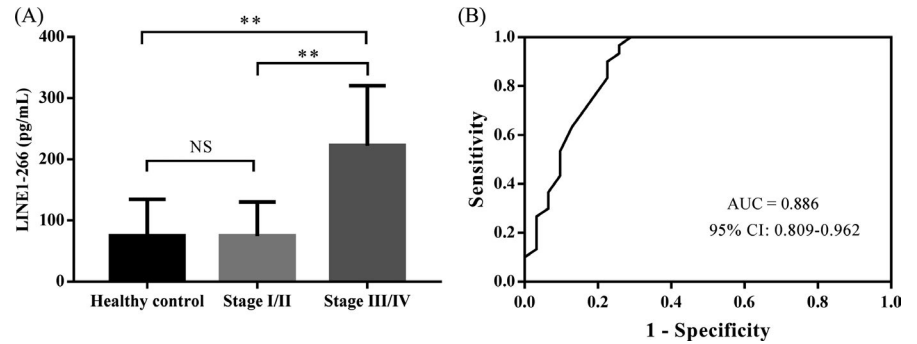 (A)
**
**
NS
LINE1-266 (pg/mL)
400
300
200
100
0
Healthy control Stage I/II Stage III/IV
(B)
Sensitivity
1.0
0.8
0.6
0.4
0.2
0.0
AUC = 0.886
95% CI: 0.809-0.962
0.0 0.2 0.4 0.6 0.8 1.0
1 - Specificity